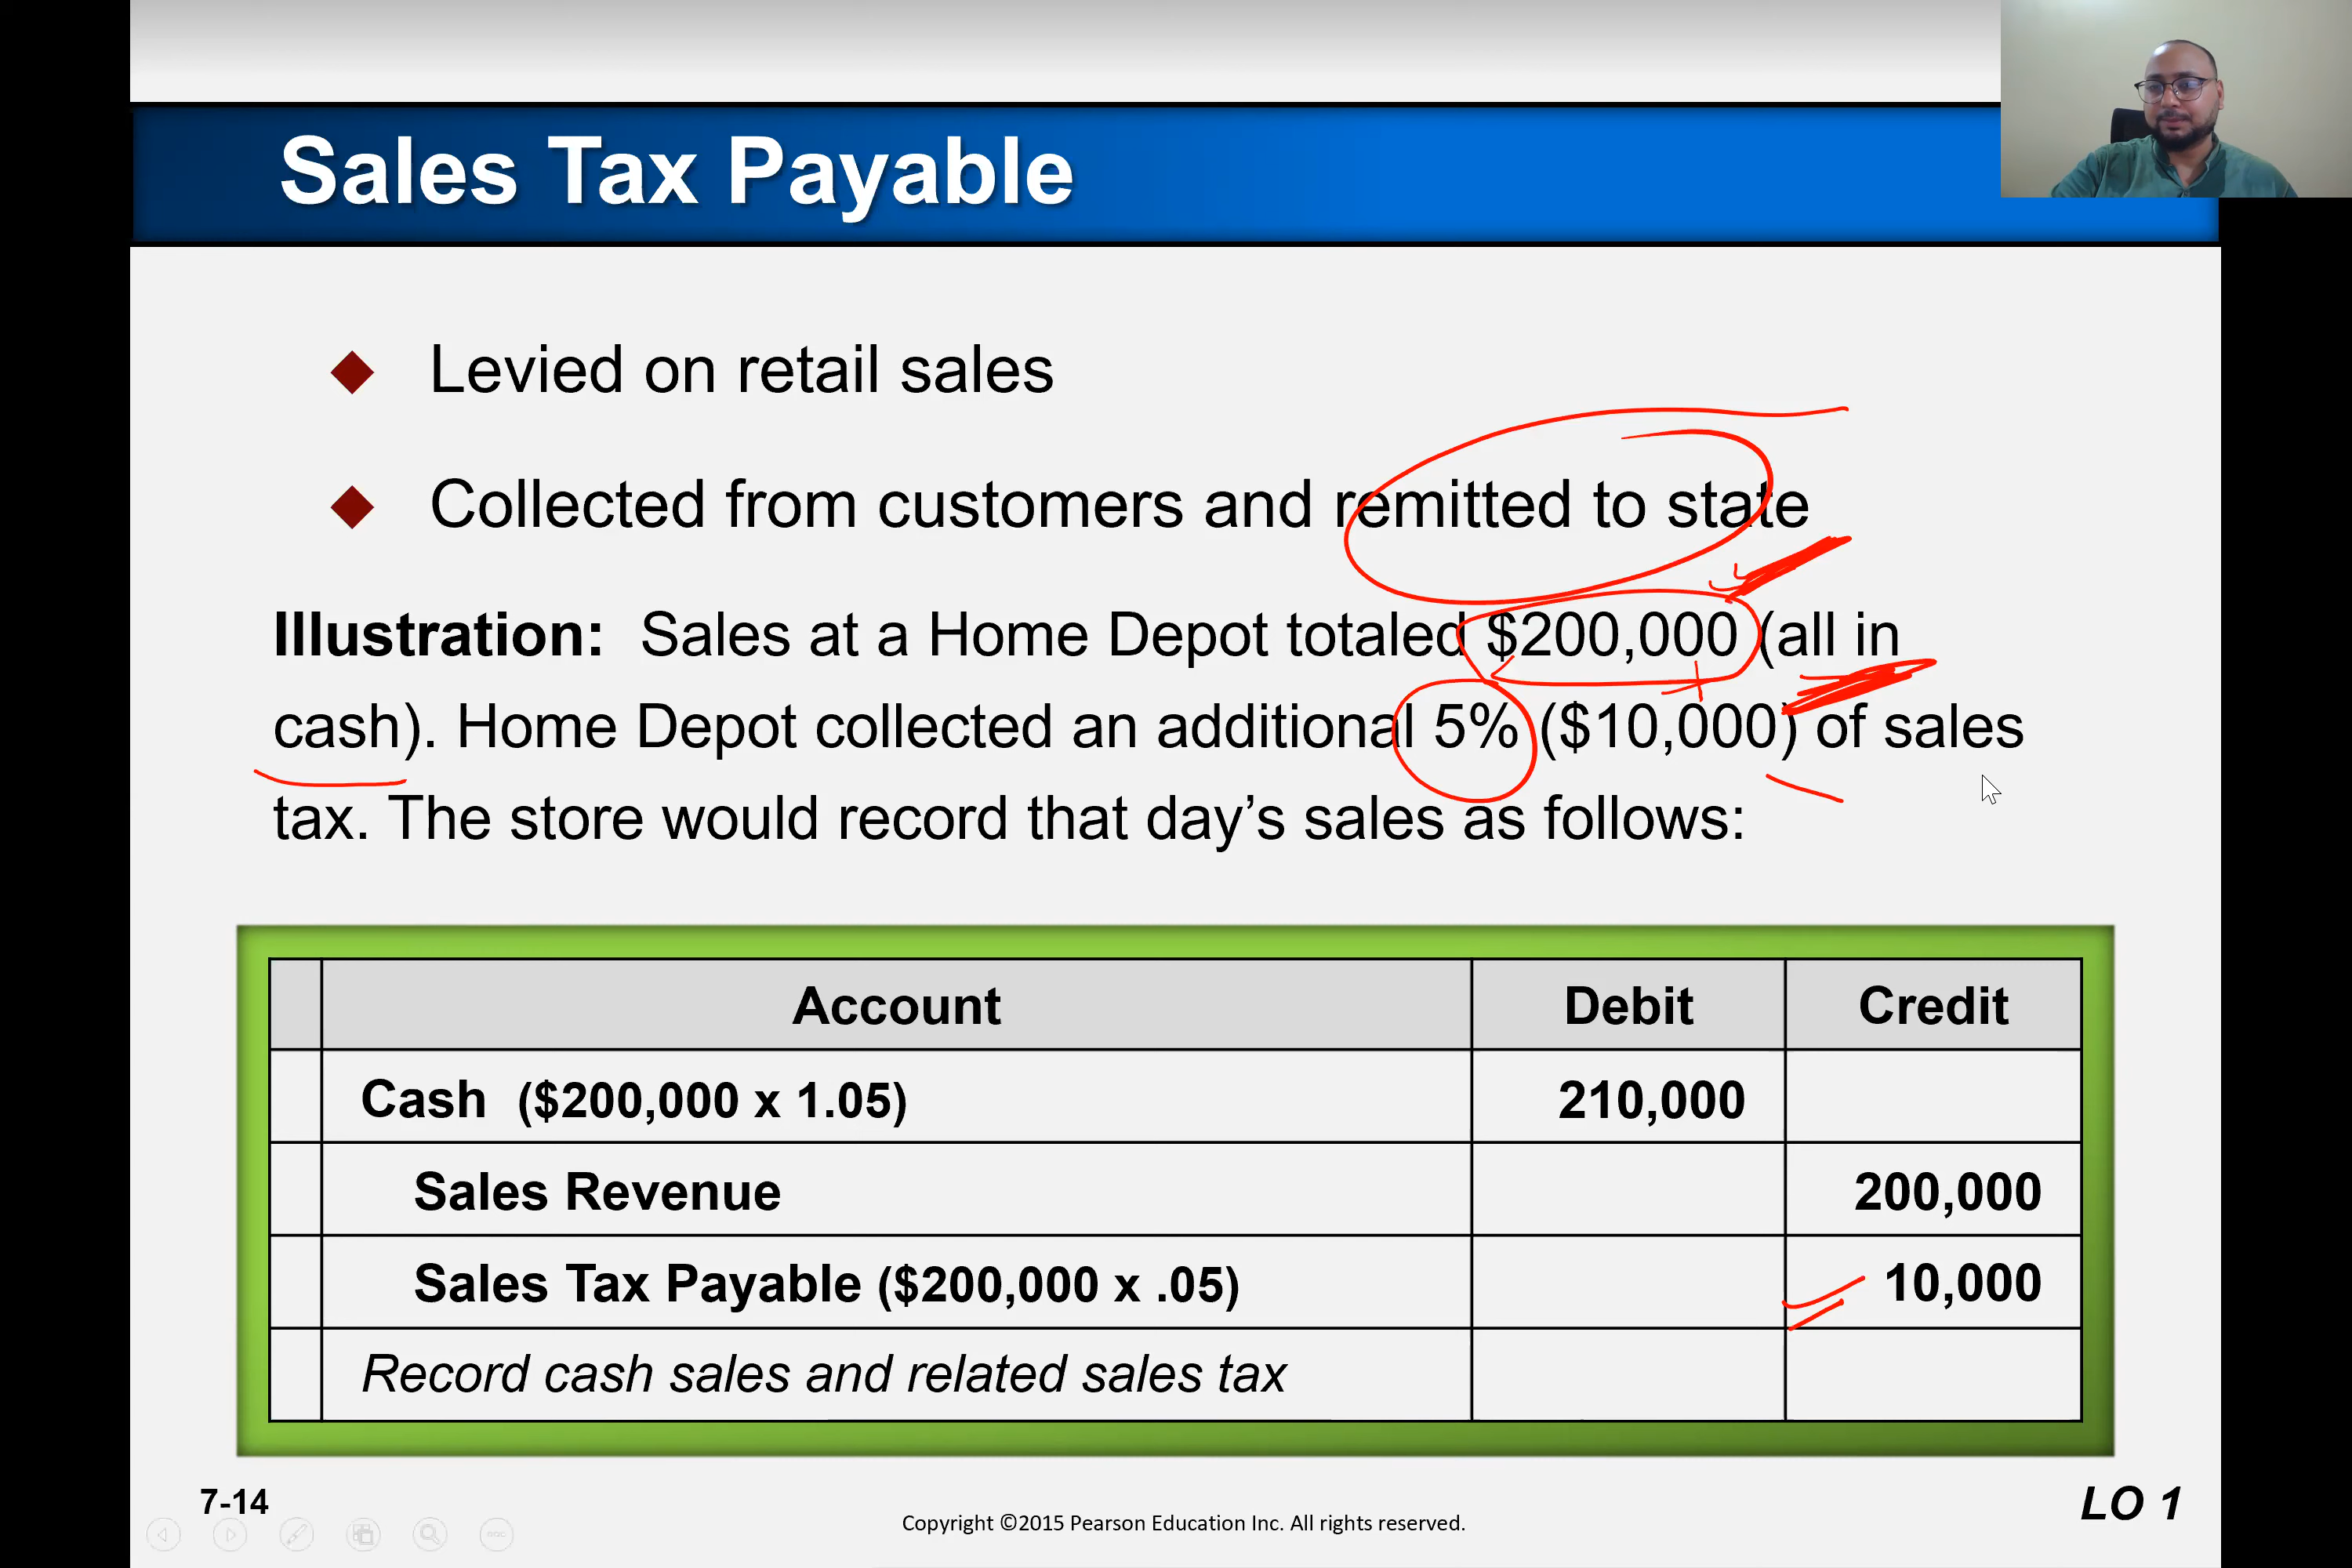 Sales Tax Payable
Levied on retail sales
Collected from customers and remitted to state
Illustration: Sales at a Home Depot totaled $200,000 (all in
cash). Home Depot collected an additional 5% ($10,000) of sales
tax. The store would record that day’s sales as follows:
Account Debit Credit
Cash ($200,000 x 1.05) 210,000
Sales Revenue 200,000
Sales Tax Payable ($200,000 x .05) 10,000
Record cash sales and related sales tax
7-14
Copyright ©2015 Pearson Education Inc. All rights reserved.
LO 1